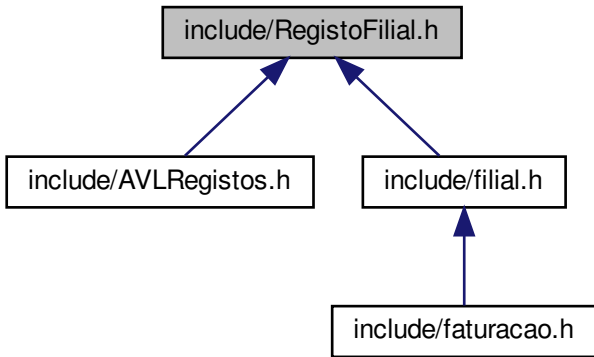 include/RegistoFilial.h
include/AVLRegistos.h
include/filial.h
include/faturacao.h